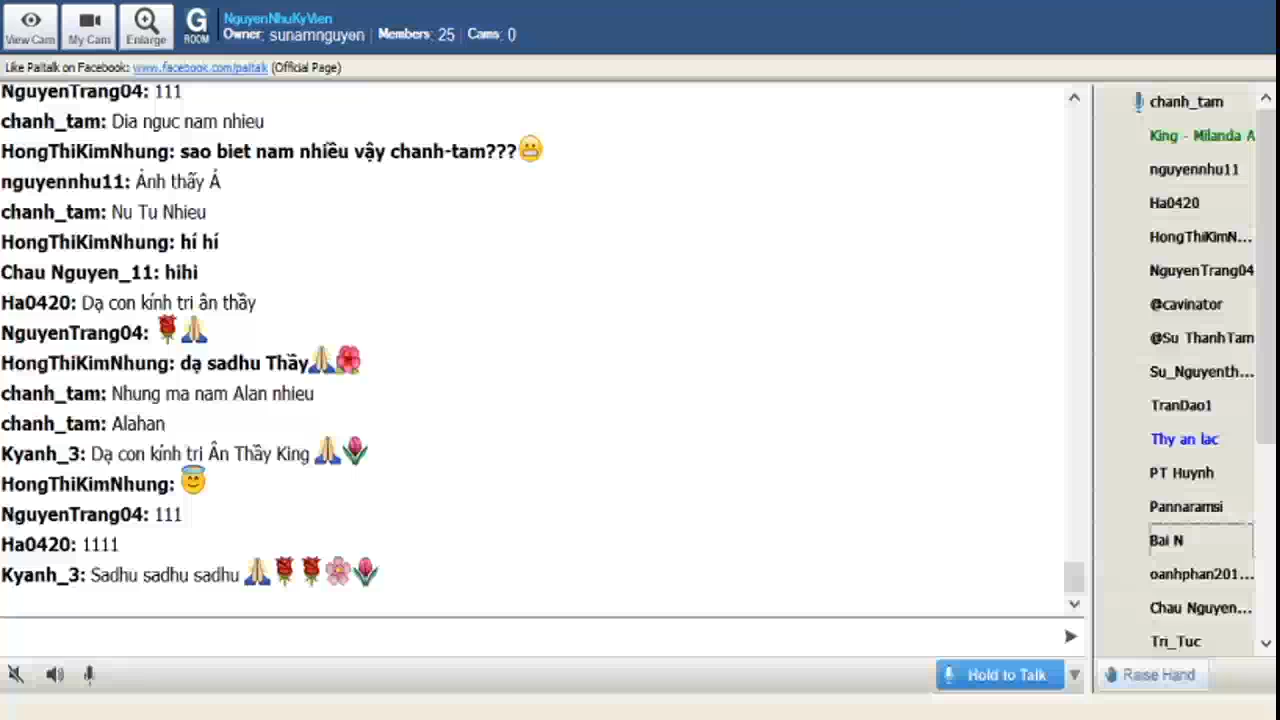 View Cam
My Cam
Enlarge
G
ROOM
NguyenNhuKyVien
Owner: sunamnguyen | Members: 25 | Cams: 0
Like Paltalk on Facebook: www.facebook.com/paltalk (Official Page)
NguyenTrang04: 111
chanh_tam: Dia nguc nam nhieu
HongThiKimNhung: sao biet nam nhiều vậy chanh-tam???😬
nguyennhu11: Ảnh thấy Á
chanh_tam: Nu Tu Nhieu
HongThiKimNhung: hí hí
Chau Nguyen_11: hihi
Ha0420: Dạ con kính tri ân thầy
NguyenTrang04: 🌹🙏
HongThiKimNhung: dạ sadhu Thầy🙏🌺
chanh_tam: Nhung ma nam Alan nhieu
chanh_tam: Alahan
Kyanh_3: Dạ con kính tri Ân Thầy King 🙏🌷
HongThiKimNhung: 😇
NguyenTrang04: 111
Ha0420: 1111
Kyanh_3: Sadhu sadhu sadhu 🙏🌹🌹🌸🌷
chanh_tam
King - Milanda A
nguyennhu11
Ha0420
HongThiKimN...
NguyenTrang04
@cavinator
@Su ThanhTam
Su_Nguyenth...
TranDao1
Thy an lac
PT Huynh
Pannaramsi
Bai N
oanhphan201...
Chau Nguyen...
Tri_Tuc
Hold to Talk
Raise Hand